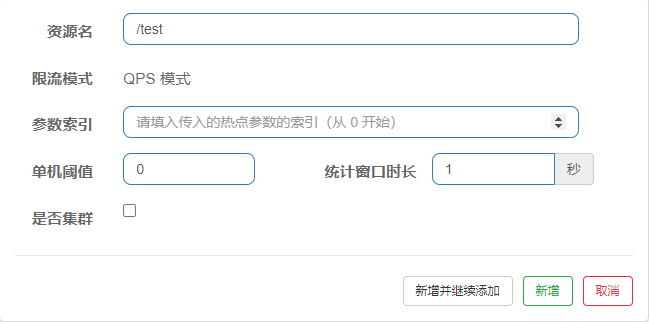 资源名 /test
限流模式 QPS 模式
参数索引 请填入传入的热点参数的索引（从 0 开始）
单机阈值 0 统计窗口时长 1 秒
是否集群
新增并继续添加 新增 取消